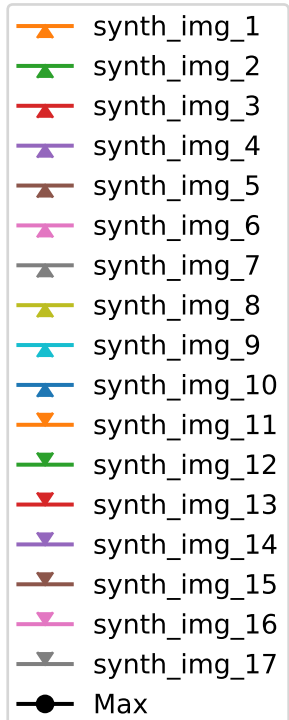 synth_img_1
synth_img_2
synth_img_3
synth_img_4
synth_img_5
synth_img_6
synth_img_7
synth_img_8
synth_img_9
synth_img_10
synth_img_11
synth_img_12
synth_img_13
synth_img_14
synth_img_15
synth_img_16
synth_img_17
Max